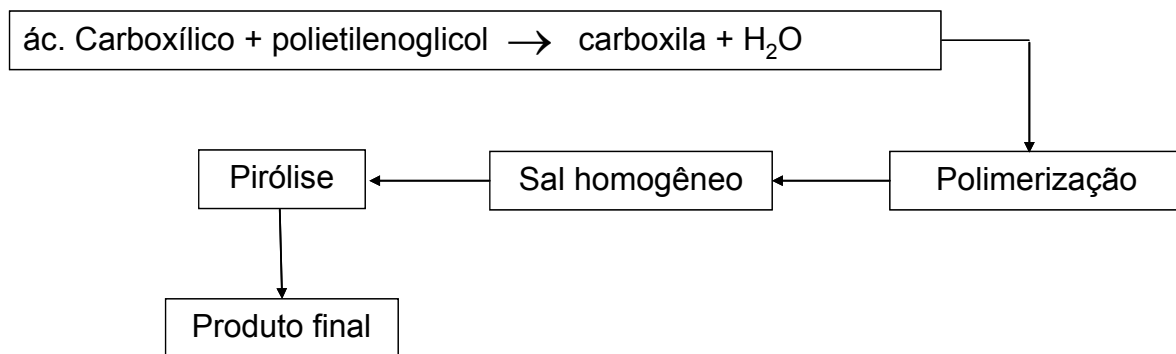 ác. Carboxílico + polietilenoglicol → carboxila + H₂O
Pirólise
Sal homogêneo
Polimerização
Produto final